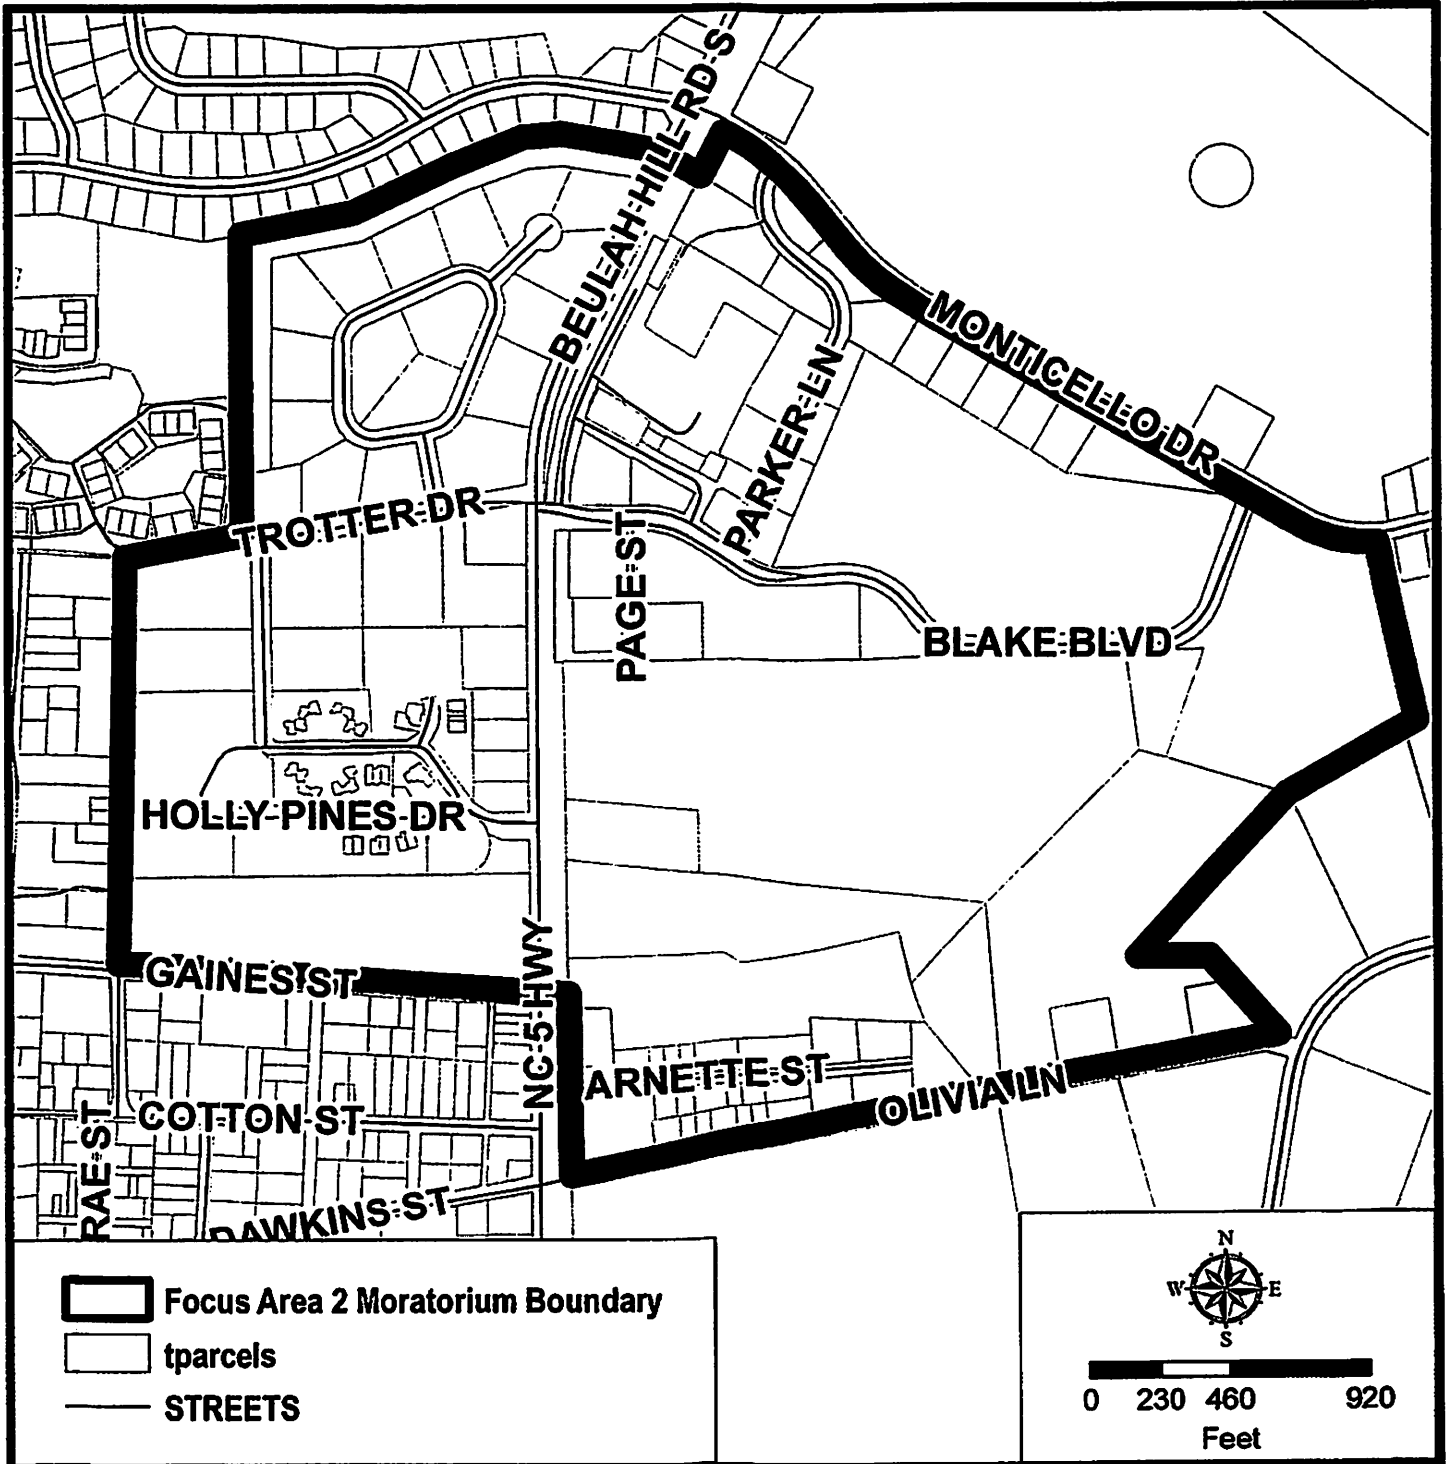 BEULAH HILL RD S
MONTICELLO DR
PARKER LN
TROTTER DR
PAGE ST
BLAKE BLVD
HOLLY PINES DR
GAINES ST
NC 5 HWY
ARNETTE ST
OLIVIA LN
COTTON ST
RAE ST
DAWKINS ST
Focus Area 2 Moratorium Boundary
tparcels
STREETS
N
W E
S
0 230 460 920
Feet